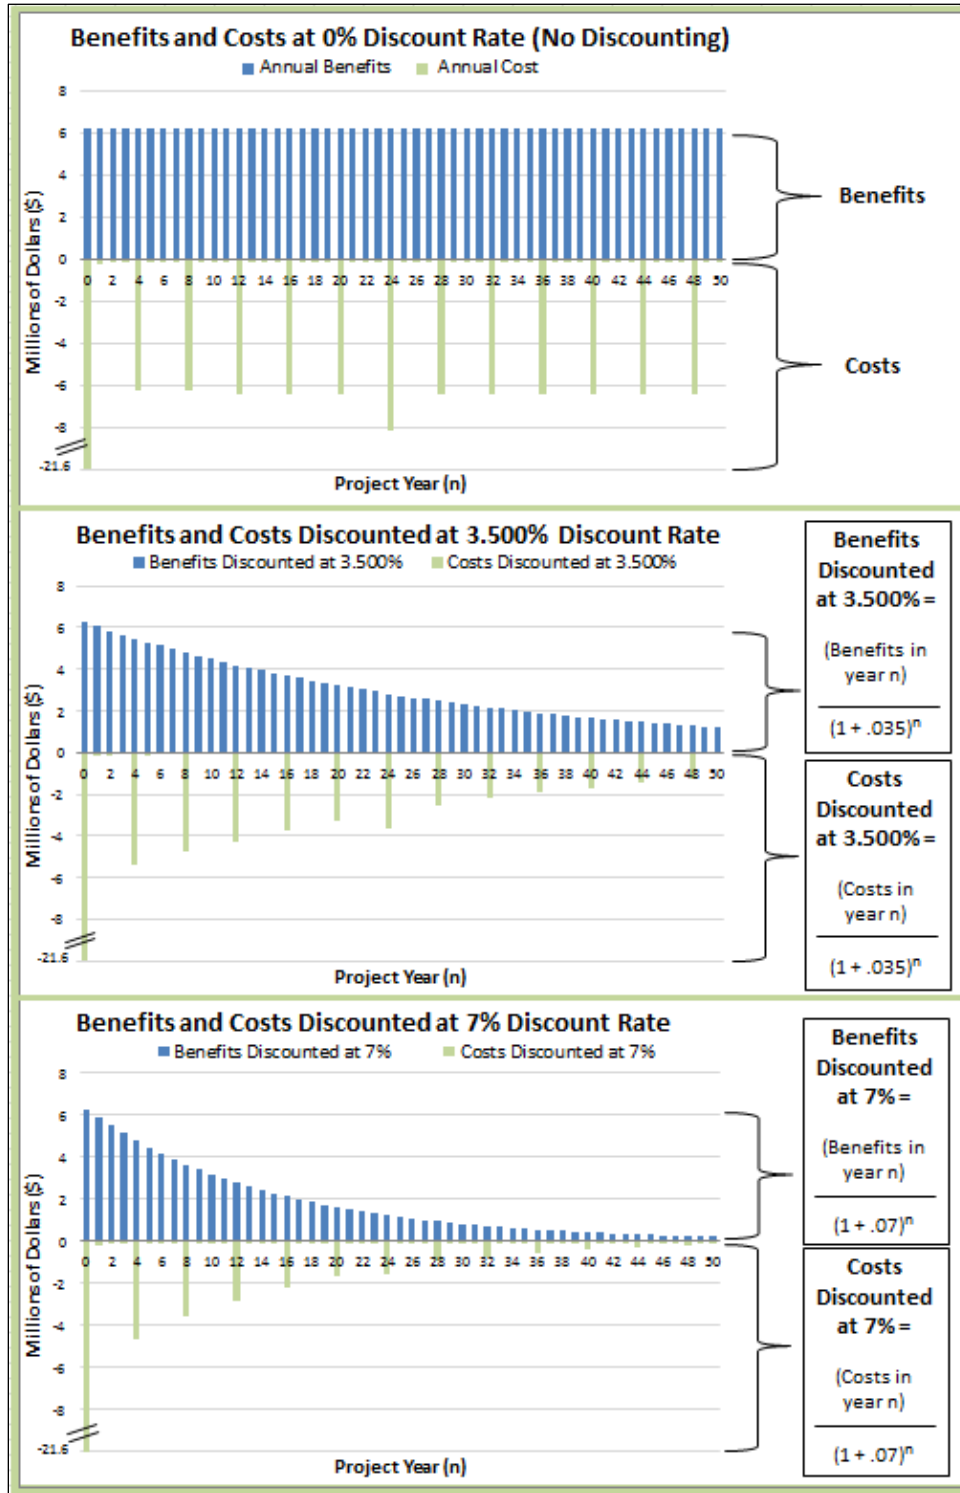 Benefits and Costs at 0% Discount Rate (No Discounting)
Annual Benefits Annual Cost
8
6
4
2
0
-2
-4
-6
-8
-21.6
Millions of Dollars ($)
0 2 4 6 8 10 12 14 16 18 20 22 24 26 28 30 32 34 36 38 40 42 44 46 48 50
Project Year (n)
Benefits
Costs
Benefits and Costs Discounted at 3.500% Discount Rate
Benefits Discounted at 3.500% Costs Discounted at 3.500%
8
6
4
2
0
-2
-4
-6
-8
-21.6
Millions of Dollars ($)
0 2 4 6 8 10 12 14 16 18 20 22 24 26 28 30 32 34 36 38 40 42 44 46 48 50
Project Year (n)
Benefits
Discounted
at 3.500% =
(Benefits in
year n)
(1 + .035)ⁿ
Costs
Discounted
at 3.500% =
(Costs in
year n)
(1 + .035)ⁿ
Benefits and Costs Discounted at 7% Discount Rate
Benefits Discounted at 7% Costs Discounted at 7%
8
6
4
2
0
-2
-4
-6
-8
-21.6
Millions of Dollars ($)
0 2 4 6 8 10 12 14 16 18 20 22 24 26 28 30 32 34 36 38 40 42 44 46 48 50
Project Year (n)
Benefits
Discounted
at 7% =
(Benefits in
year n)
(1 + .07)ⁿ
Costs
Discounted
at 7% =
(Costs in
year n)
(1 + .07)ⁿ